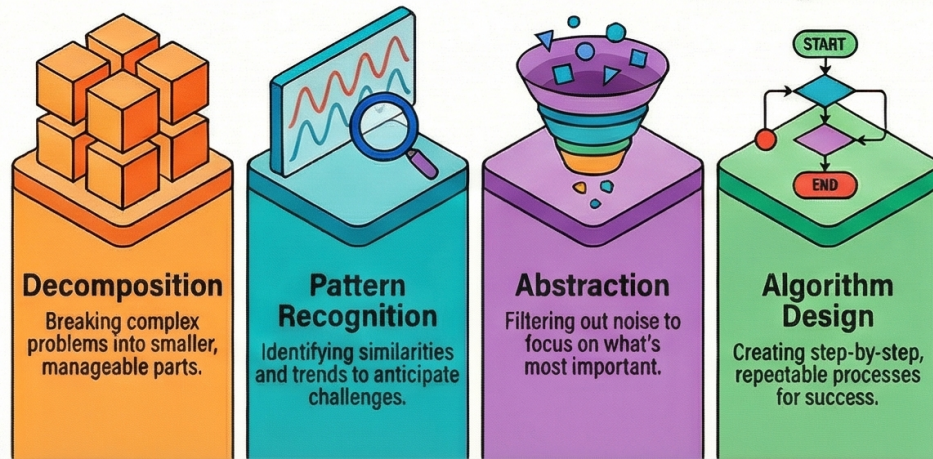 Decomposition
Breaking complex
problems into smaller,
manageable parts.
Pattern
Recognition
Identifying similarities
and trends to anticipate
challenges.
Abstraction
Filtering out noise to
focus on what's
most important.
START
END
Algorithm
Design
Creating step-by-step,
repeatable processes
for success.